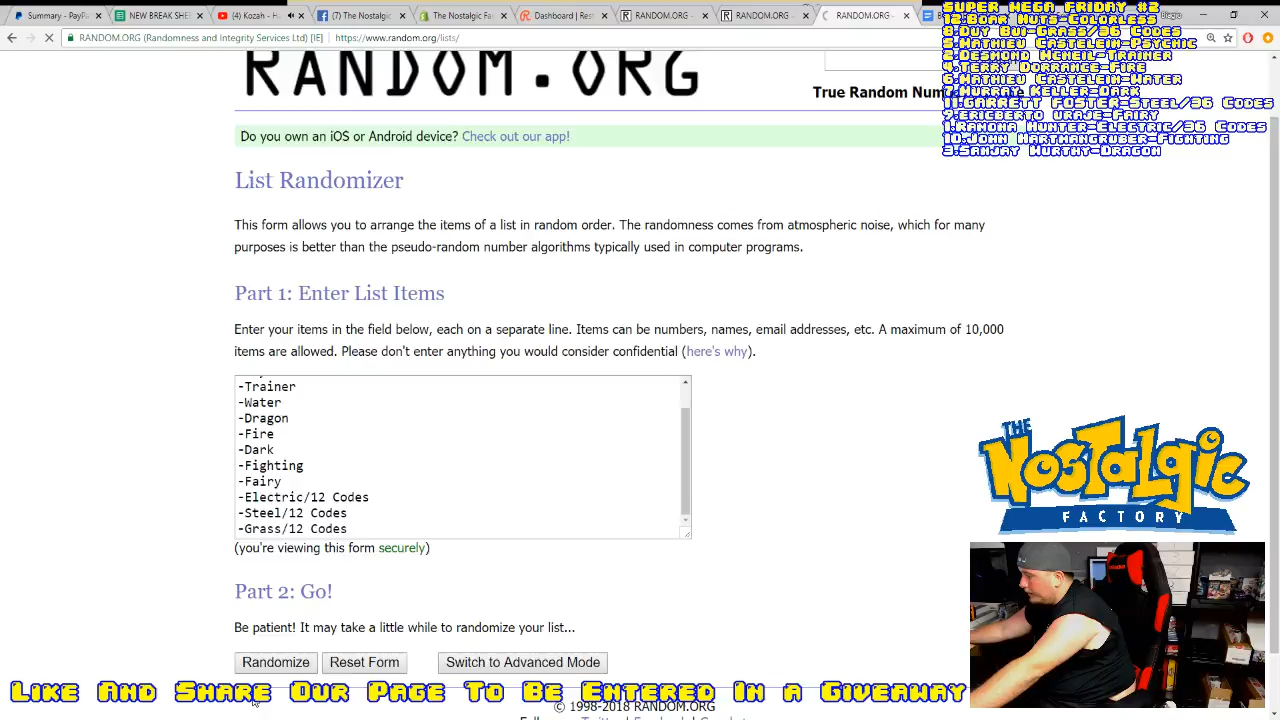 Summary - PayP
NEW BREAK SHEE
Kozah - H
(7) The Nostalgic
Dashboard | Rest
RANDOM.ORG -
RANDOM.ORG -
RANDOM.ORG -
RANDOM.ORG (Randomness and Integrity Services Ltd) [IE]
https://www.random.org/lists/
SUPER MEGA FRIDAY #2
12.Boar Nuts-Colorless
8.Duy Bui-Grass/36 Codes
5.Mathieu Castelein-Psychic
2.Desmond McNeil-Trainer
4.Terry Dorrance-Fire
6.Mathieu Castelein-Water
7.Murray Keller-Dark
11.GARRETT FOSTER-Steel/36 Codes
9.Ericberto Uraje-Fairy
1.Ramona Hunter-Electric/36 Codes
10.John Harthangruber-Fighting
3.Sanjay Murthy-Dragon
RANDOM.ORG
True Random Num
Do you own an iOS or Android device? Check out our app!
List Randomizer
This form allows you to arrange the items of a list in random order. The randomness comes from atmospheric noise, which for many
purposes is better than the pseudo-random number algorithms typically used in computer programs.
Part 1: Enter List Items
Enter your items in the field below, each on a separate line. Items can be numbers, names, email addresses, etc. A maximum of 10,000
items are allowed. Please don't enter anything you would consider confidential (here's why).
-Trainer
-Water
-Dragon
-Fire
-Dark
-Fighting
-Fairy
-Electric/12 Codes
-Steel/12 Codes
-Grass/12 Codes
(you're viewing this form securely)
THE
NOSTALGIC
FACTORY
Part 2: Go!
Be patient! It may take a little while to randomize your list...
Randomize
Reset Form
Advanced Mode
Like And Share Our Page To Be Entered In a Giveaway
© 1998-2018 RANDOM.ORG